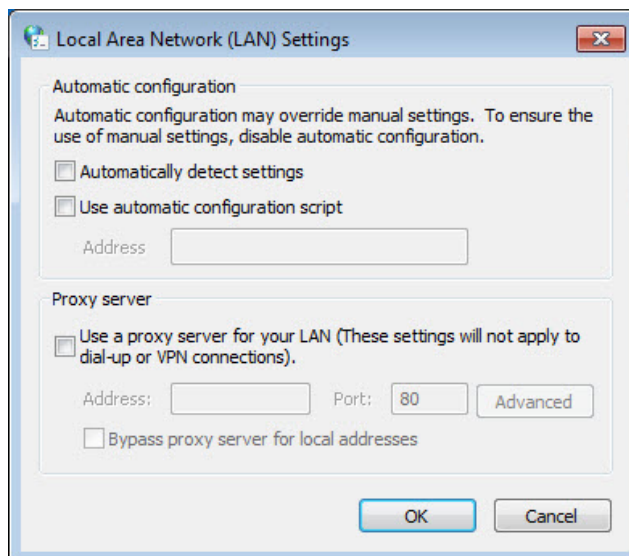 Local Area Network (LAN) Settings
Automatic configuration
Automatic configuration may override manual settings. To ensure the
use of manual settings, disable automatic configuration.
Automatically detect settings
Use automatic configuration script
Address
Proxy server
Use a proxy server for your LAN (These settings will not apply to
dial-up or VPN connections).
Address: Port: 80 Advanced
Bypass proxy server for local addresses
OK Cancel